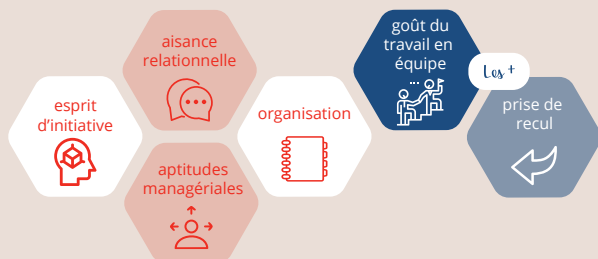 esprit
d'initiative
aisance
relationnelle
aptitudes
managériales
organisation
goût du
travail en
équipe
Les +
prise de
recul